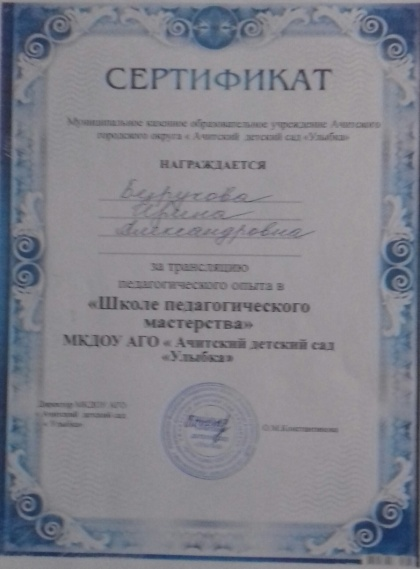 СЕРТИФИКАТ
Муниципальное казенное образовательное учреждение Ачитского
городского округа « Ачитский детский сад «Улыбка»
НАГРАЖДАЕТСЯ
Ирина
Александровна
за трансляцию
педагогического опыта в
«Школе педагогического
мастерства»
МКДОУ АГО « Ачитский детский сад
«Улыбка»
Директор МКДОУ АГО
« Ачитский детский сад
« Улыбка»
О.М.Константинова